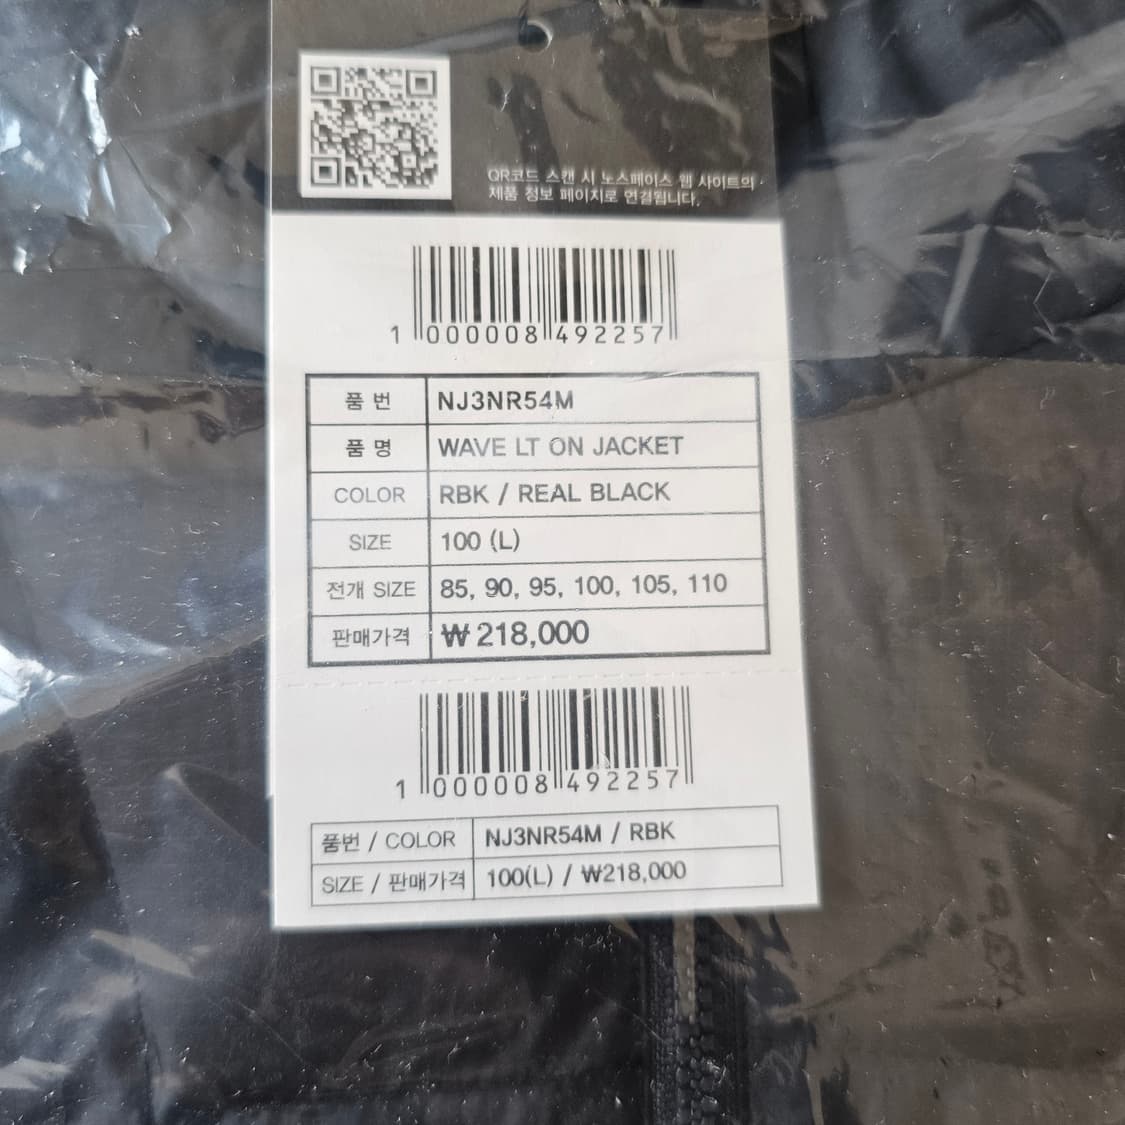 QR코드 스캔 시 노스페이스 웹 사이트의
제품 정보 페이지로 연결됩니다.
1 000008 492257
품 번 NJ3NR54M
품 명 WAVE LT ON JACKET
COLOR RBK / REAL BLACK
SIZE 100 (L)
전개 SIZE 85, 90, 95, 100, 105, 110
판매가격 ₩ 218,000
1 000008 492257
품번 / COLOR NJ3NR54M / RBK
SIZE / 판매가격 100(L) / ₩218,000